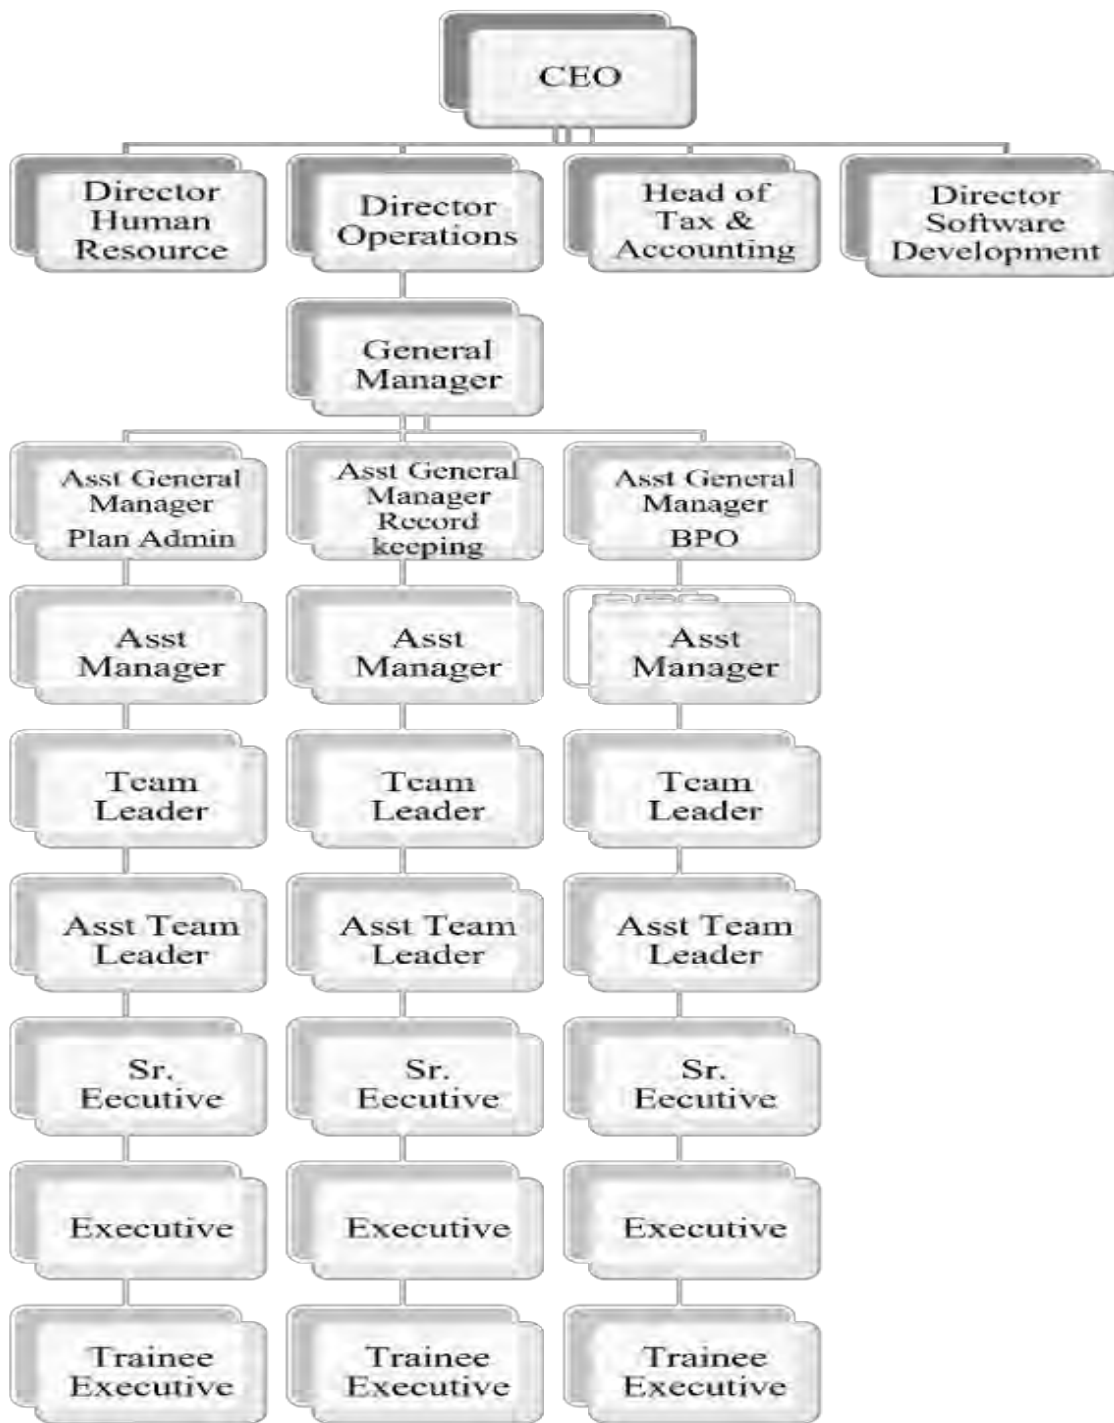 CEO
Director
Human
Resource
Director
Operations
Head of
Tax &
Accounting
Director
Software
Development
General
Manager
Asst General
Manager
Plan Admin
Asst General
Manager
Record
keeping
Asst General
Manager
BPO
Asst
Manager
Asst
Manager
Asst
Manager
Team
Leader
Team
Leader
Team
Leader
Asst Team
Leader
Asst Team
Leader
Asst Team
Leader
Sr.
Eecutive
Sr.
Eecutive
Sr.
Eecutive
Executive
Executive
Executive
Trainee
Executive
Trainee
Executive
Trainee
Executive